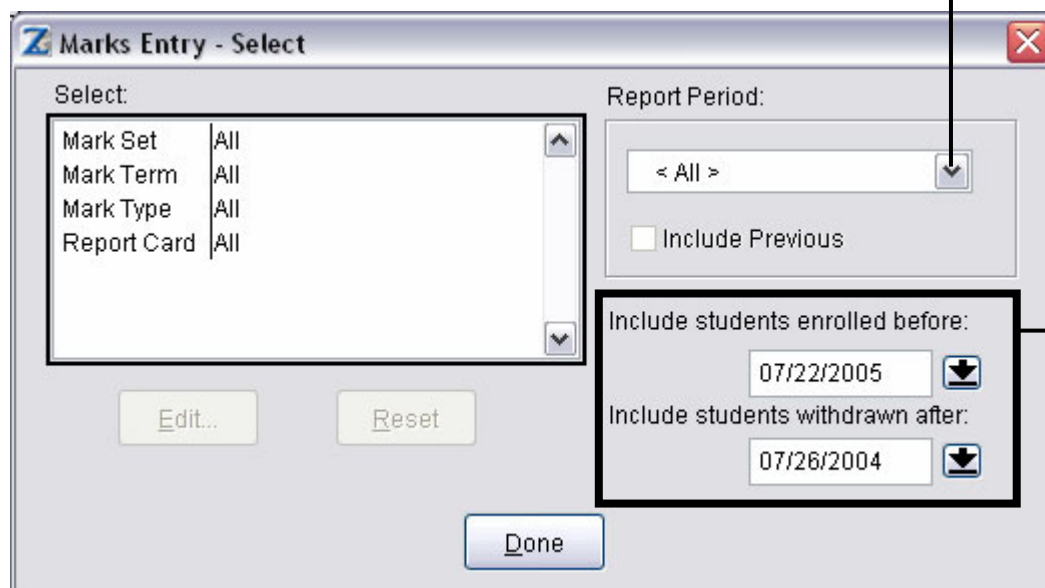 Marks Entry - Select
Select:
Mark Set All
Mark Term All
Mark Type All
Report Card All
Edit...
Reset
Report Period:
< All >
Include Previous
Include students enrolled before:
07/22/2005
Include students withdrawn after:
07/26/2004
Done